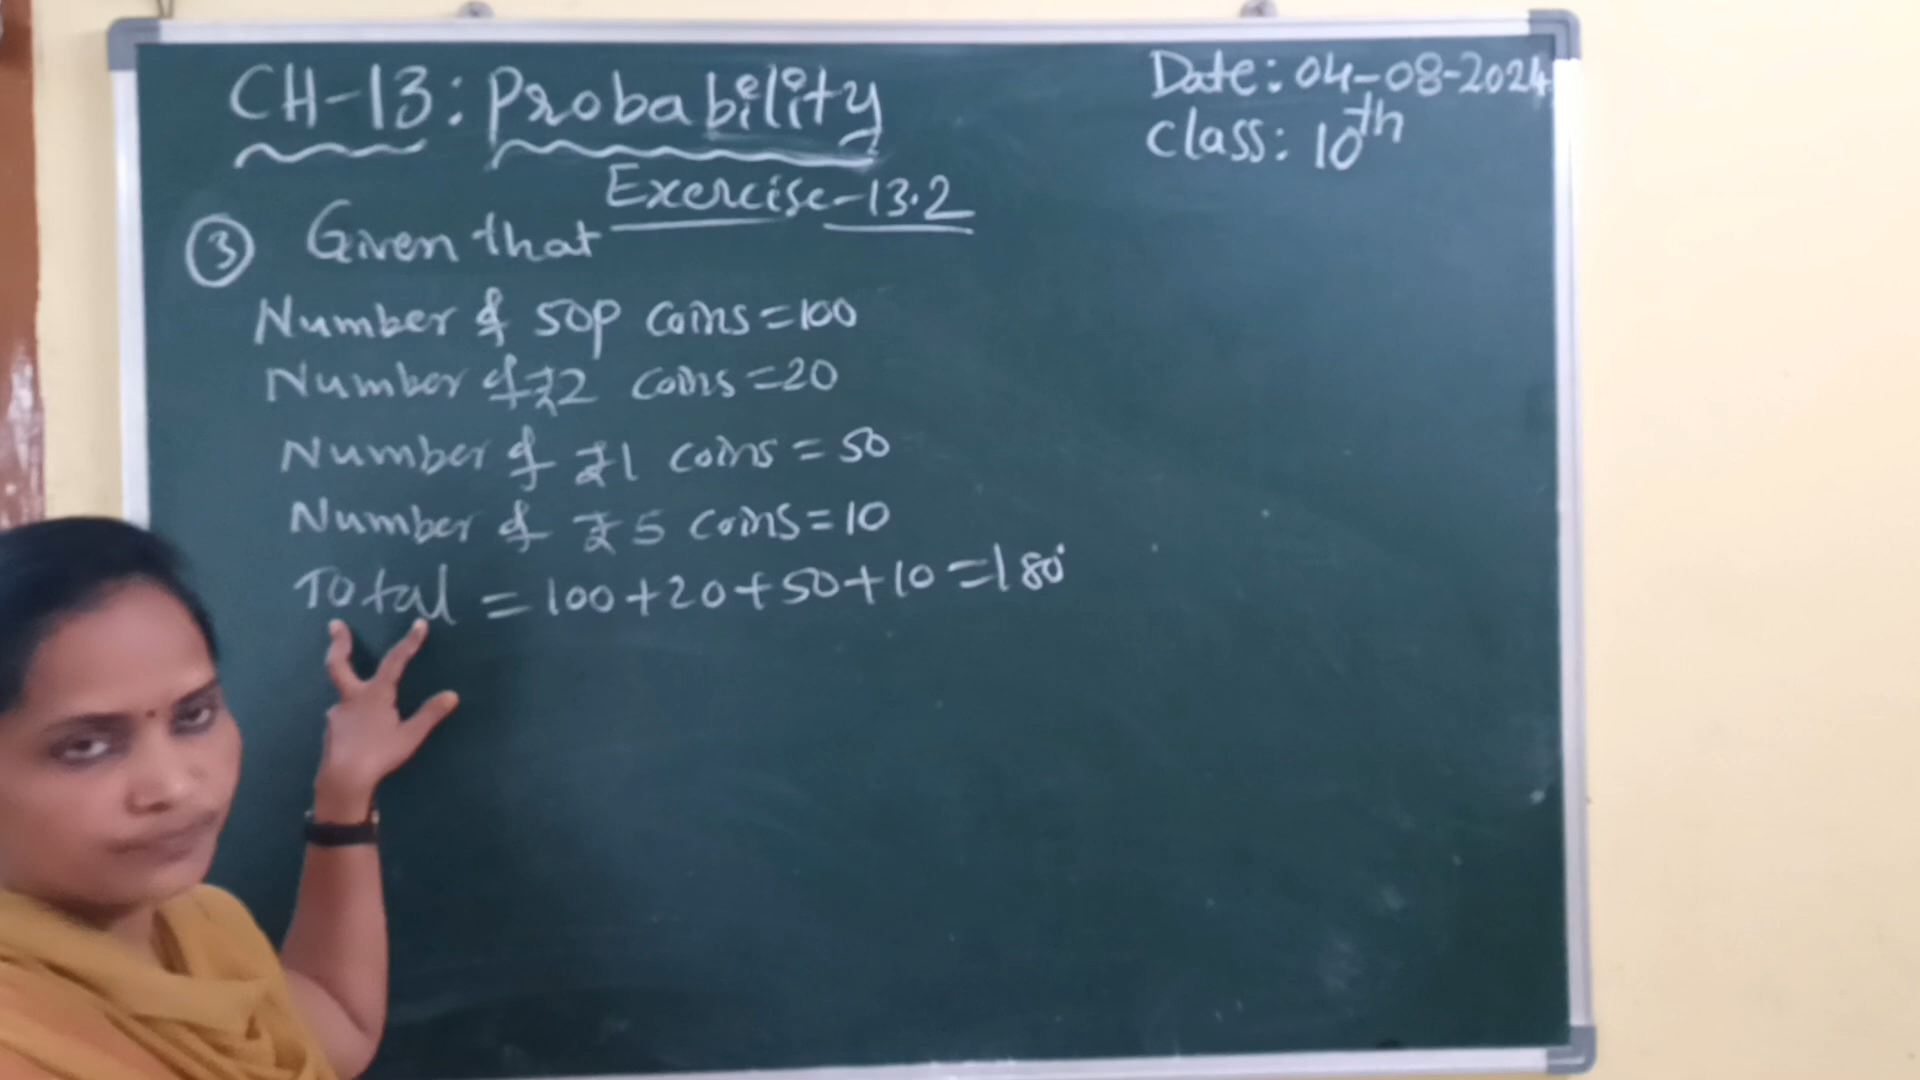 CH-13: Probability
Date: 04-08-2024
Class: 10th
Exercise-13.2
③ Given that
Number of 50p coins=100
Number of ₹2 coins=20
Number of ₹1 coins=50
Number of ₹5 coins=10
Total =100+20+50+10=180